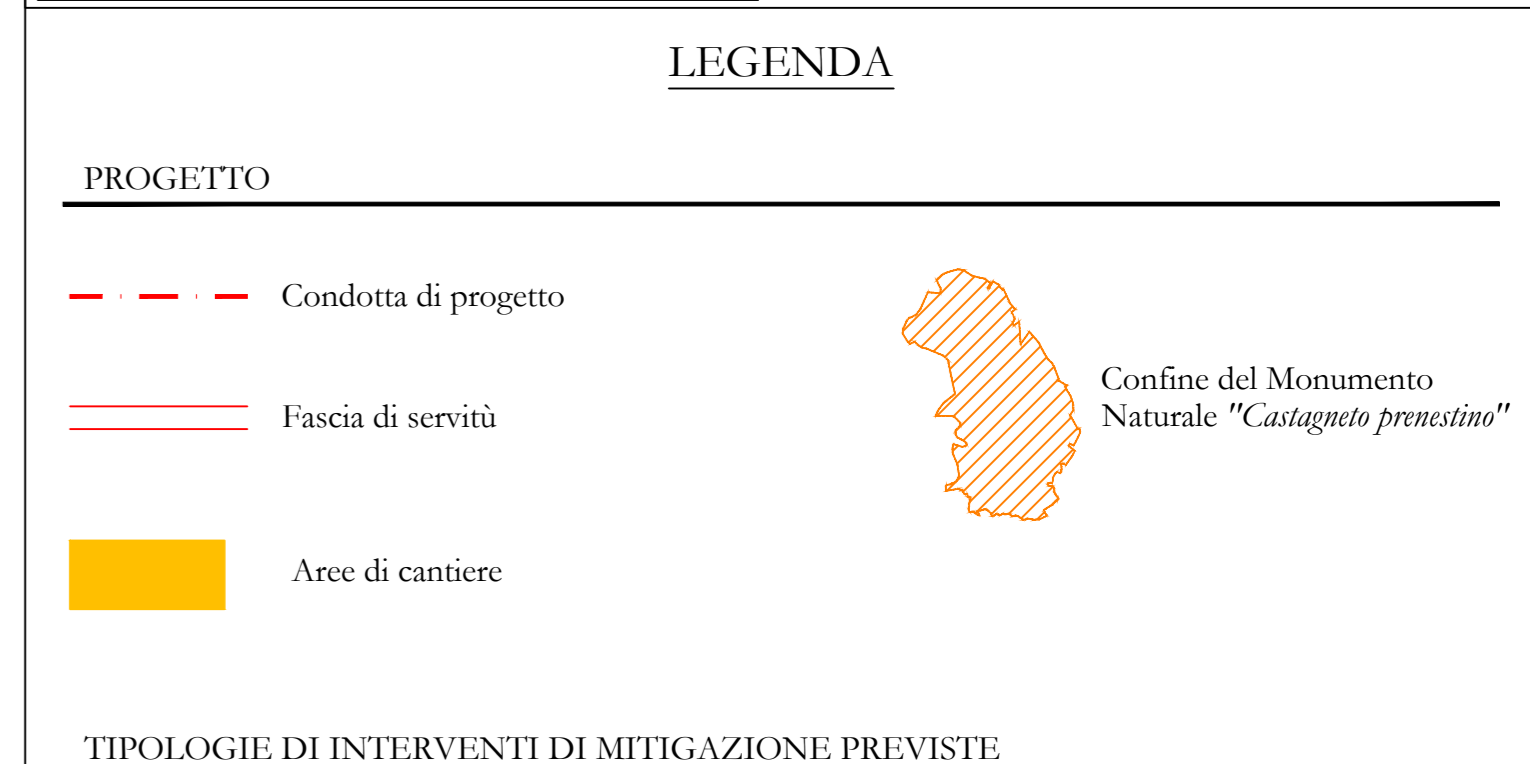 LEGENDA
PROGETTO
Condotta di progetto
Fascia di servitù
Aree di cantiere
Confine del Monumento
Naturale "Castagneto prenestino"
TIPOLOGIE DI INTERVENTI DI MITIGAZIONE PREVISTE